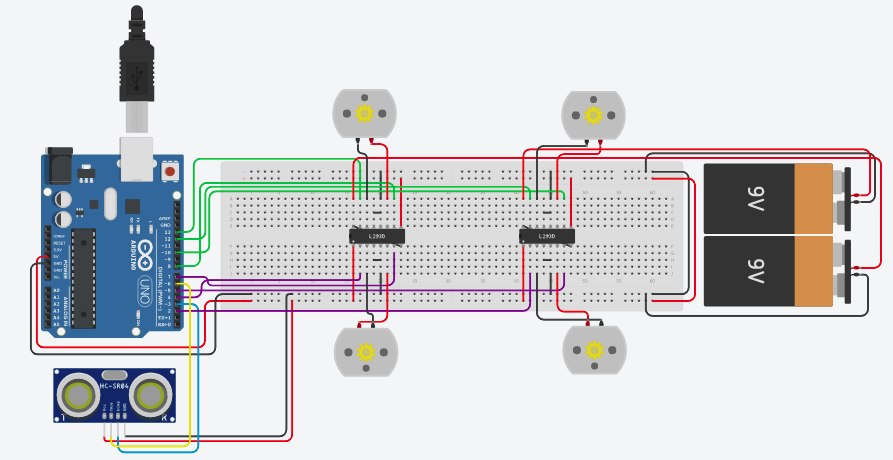 AREF
GND
13
12
~11
~10
~9
8
7
~6
~5
4
~3
2
TX→1
RX←0
DIGITAL (PWM~)
ARDUINO
UNO
IOREF
RESET
3.3V
5V
GND
GND
Vin
POWER
A0
A1
A2
A3
A4
A5
ANALOG IN
L293D
L293D
9V
9V
HC-SR04